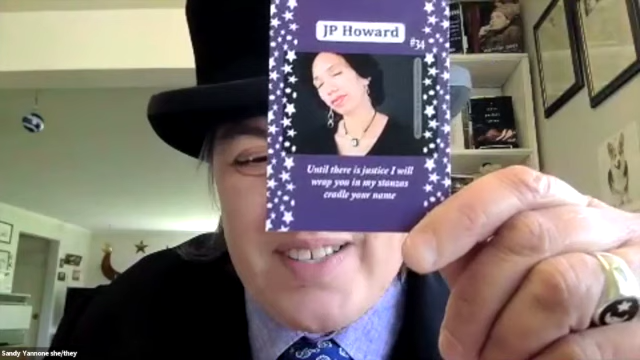 JP Howard
#34
Until there is justice I will
wrap you in my stanzas
cradle your name
Sandy Yannone she/they